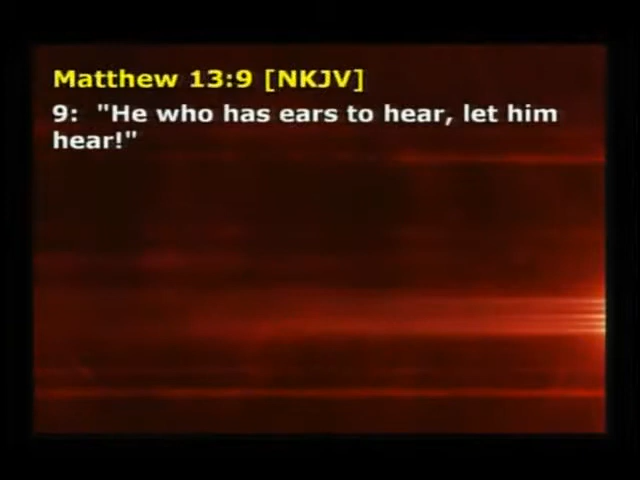 Matthew 13:9 [NKJV]
9:  "He who has ears to hear, let him
hear!"